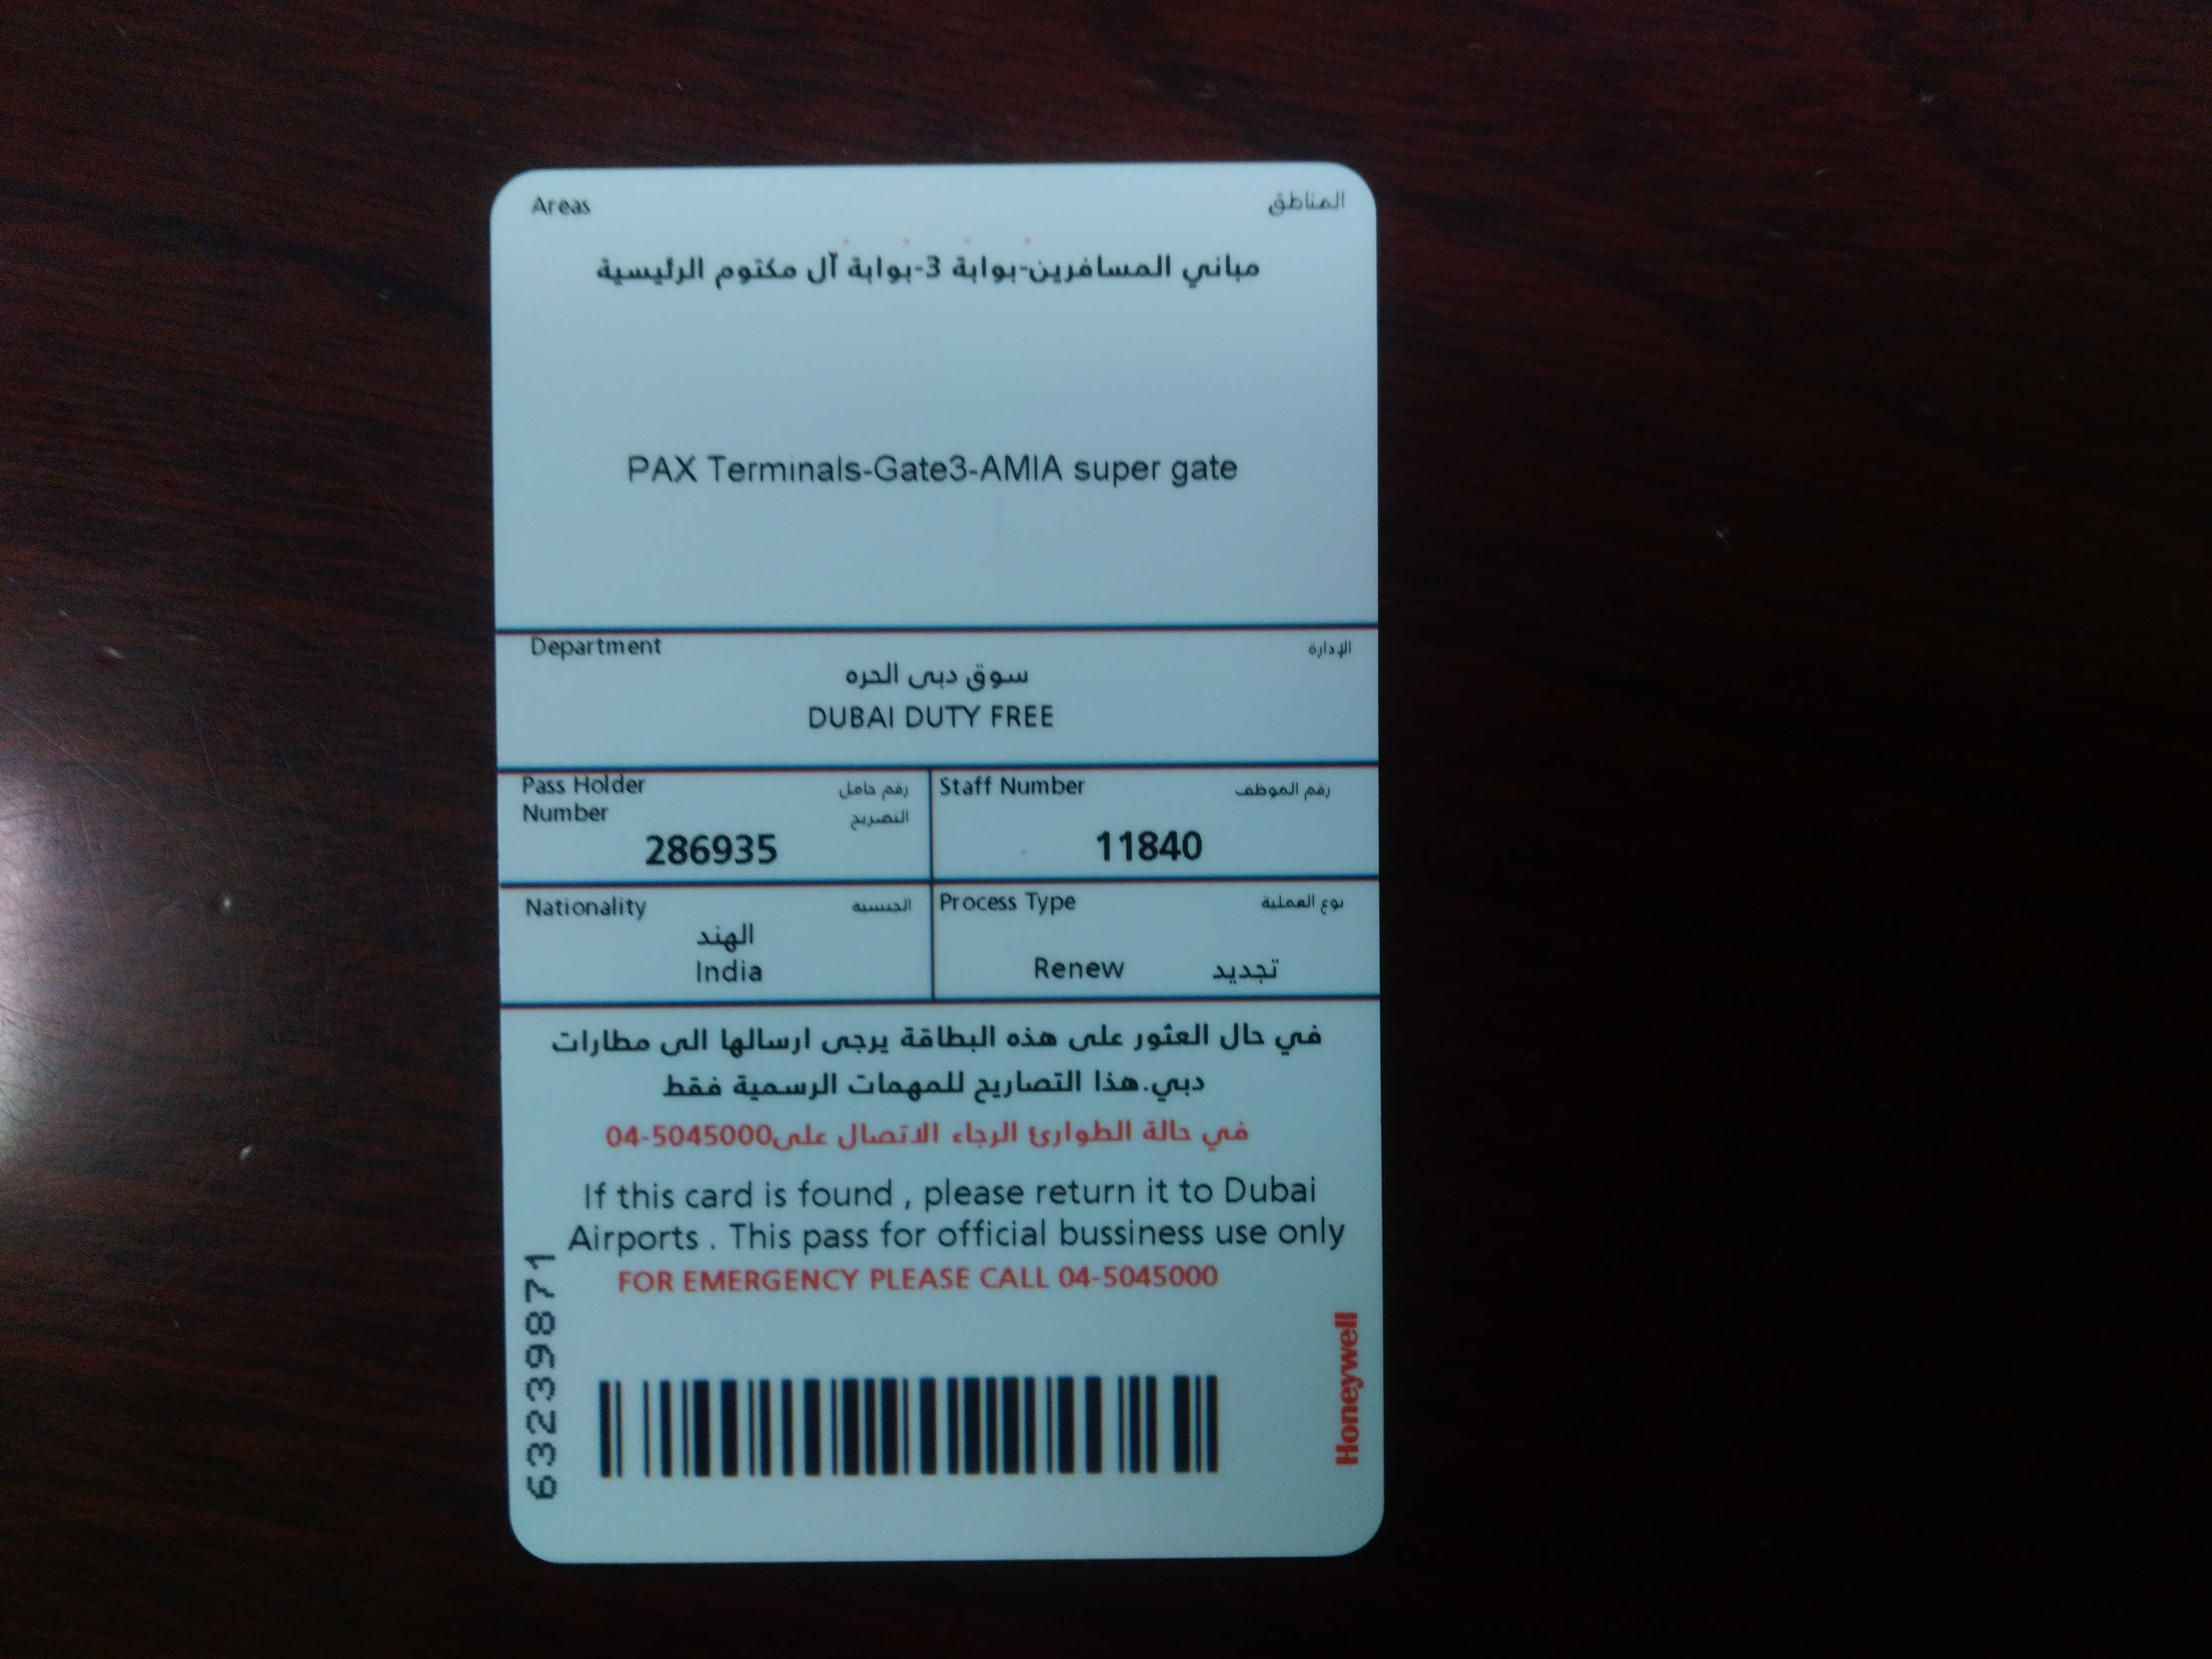 Areas المناطق
مباني المسافرين-بوابة 3-بوابة آل مكتوم الرئيسية
PAX Terminals-Gate3-AMIA super gate
Department الإدارة
سوق دبى الحره
DUBAI DUTY FREE
Pass Holder Number رقم حامل التصريح
286935
Staff Number رقم الموظف
11840
Nationality الجنسية
الهند
India
Process Type نوع العملية
Renew تجديد
في حال العثور على هذه البطاقة يرجى ارسالها الى مطارات
دبي.هذا التصاريح للمهمات الرسمية فقط
في حالة الطوارئ الرجاء الاتصال على04-5045000
If this card is found , please return it to Dubai
Airports . This pass for official bussiness use only
FOR EMERGENCY PLEASE CALL 04-5045000
63239871
Honeywell